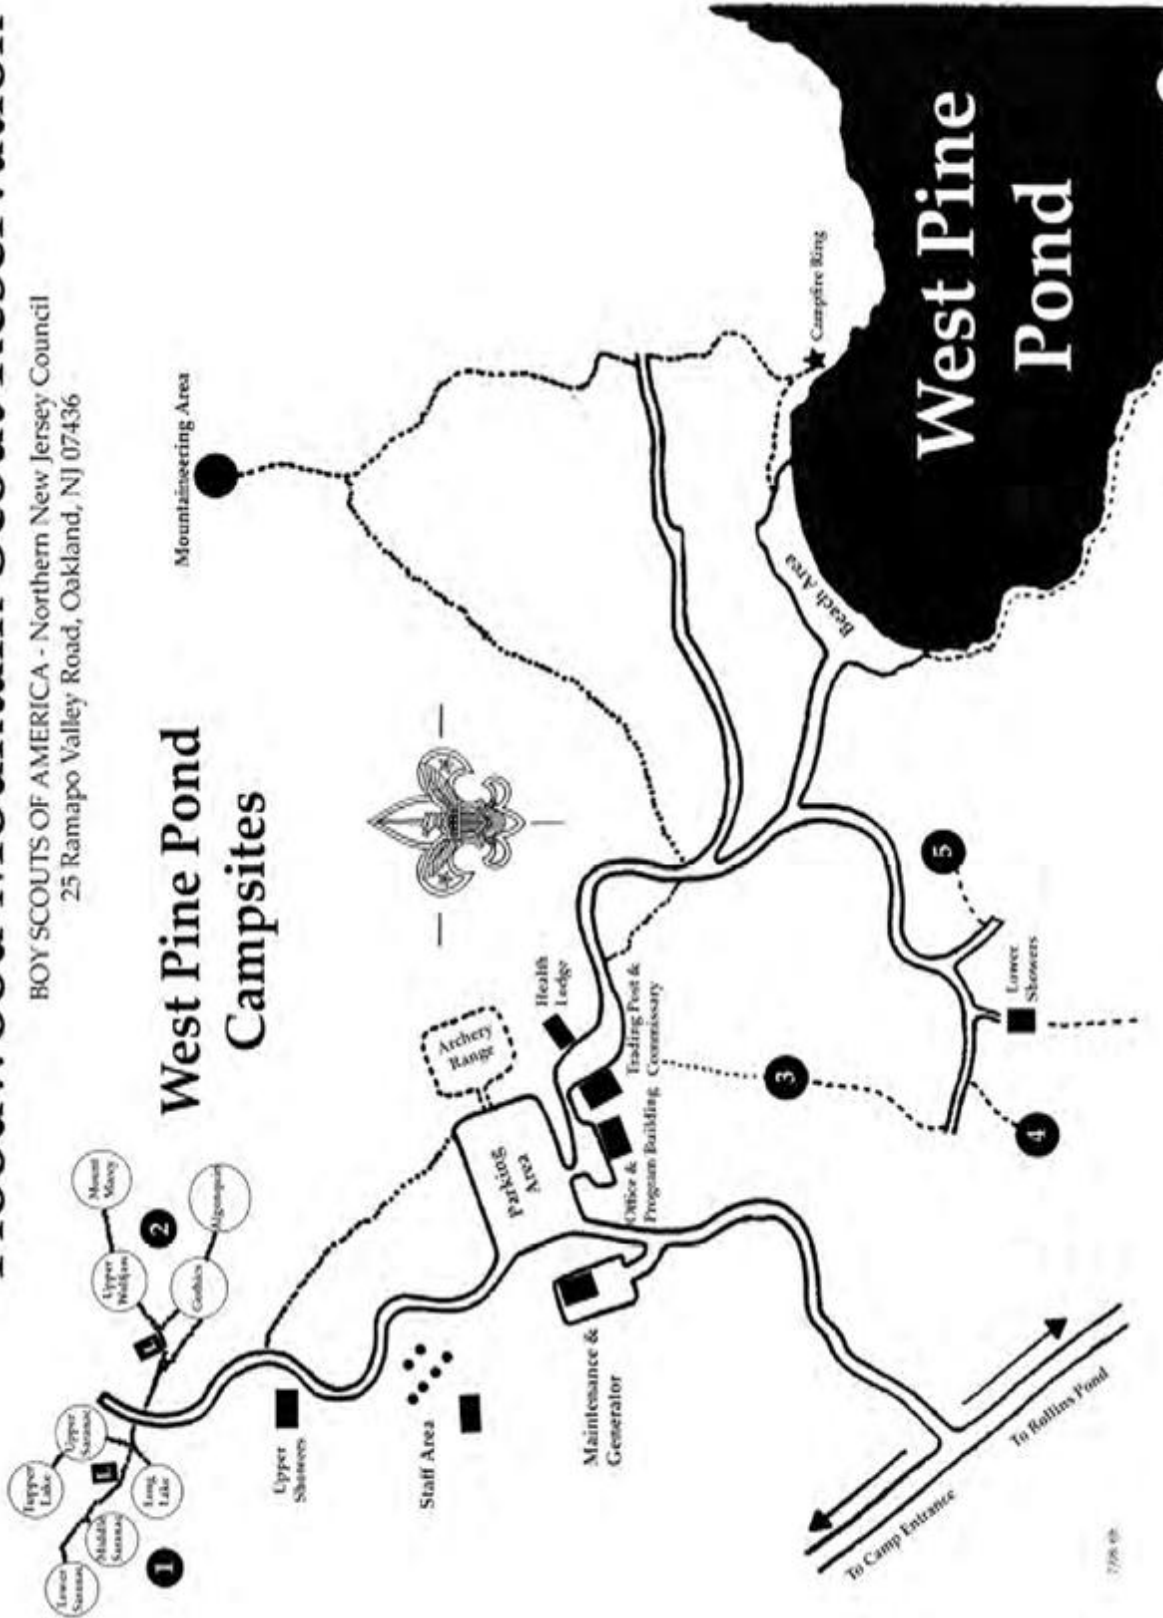 BOY SCOUTS OF AMERICA - Northern New Jersey Council
25 Ramapo Valley Road, Oakland, NJ 07436
West Pine Pond
Campsites
Mountaineering Area
Lower
Saranac
Tupper
Lake
Upper
Saranac
Middle
Saranac
Long
Lake
1
L
L
Mount
Marcy
Upper
Wolfjaw
2
Gothics
Algonquin
Upper
Showers
Staff Area
Archery
Range
Parking
Area
Health
Lodge
Maintenance &
Generator
Office &
Program Building
Trading Post &
Commissary
3
4
5
Lower
Showers
Beach Area
Campfire Ring
West Pine
Pond
To Camp Entrance
To Rollins Pond